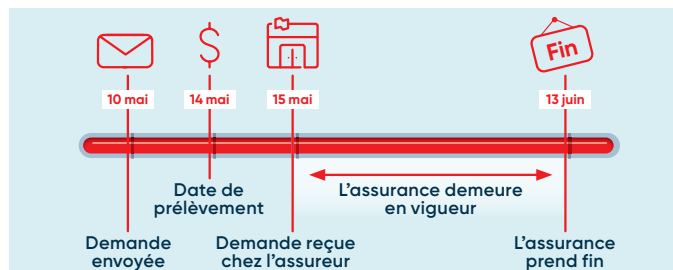 $
Fin
10 mai
14 mai
15 mai
13 juin
Date de
prélèvement
L'assurance demeure
en vigueur
Demande
envoyée
Demande reçue
chez l'assureur
L'assurance
prend fin